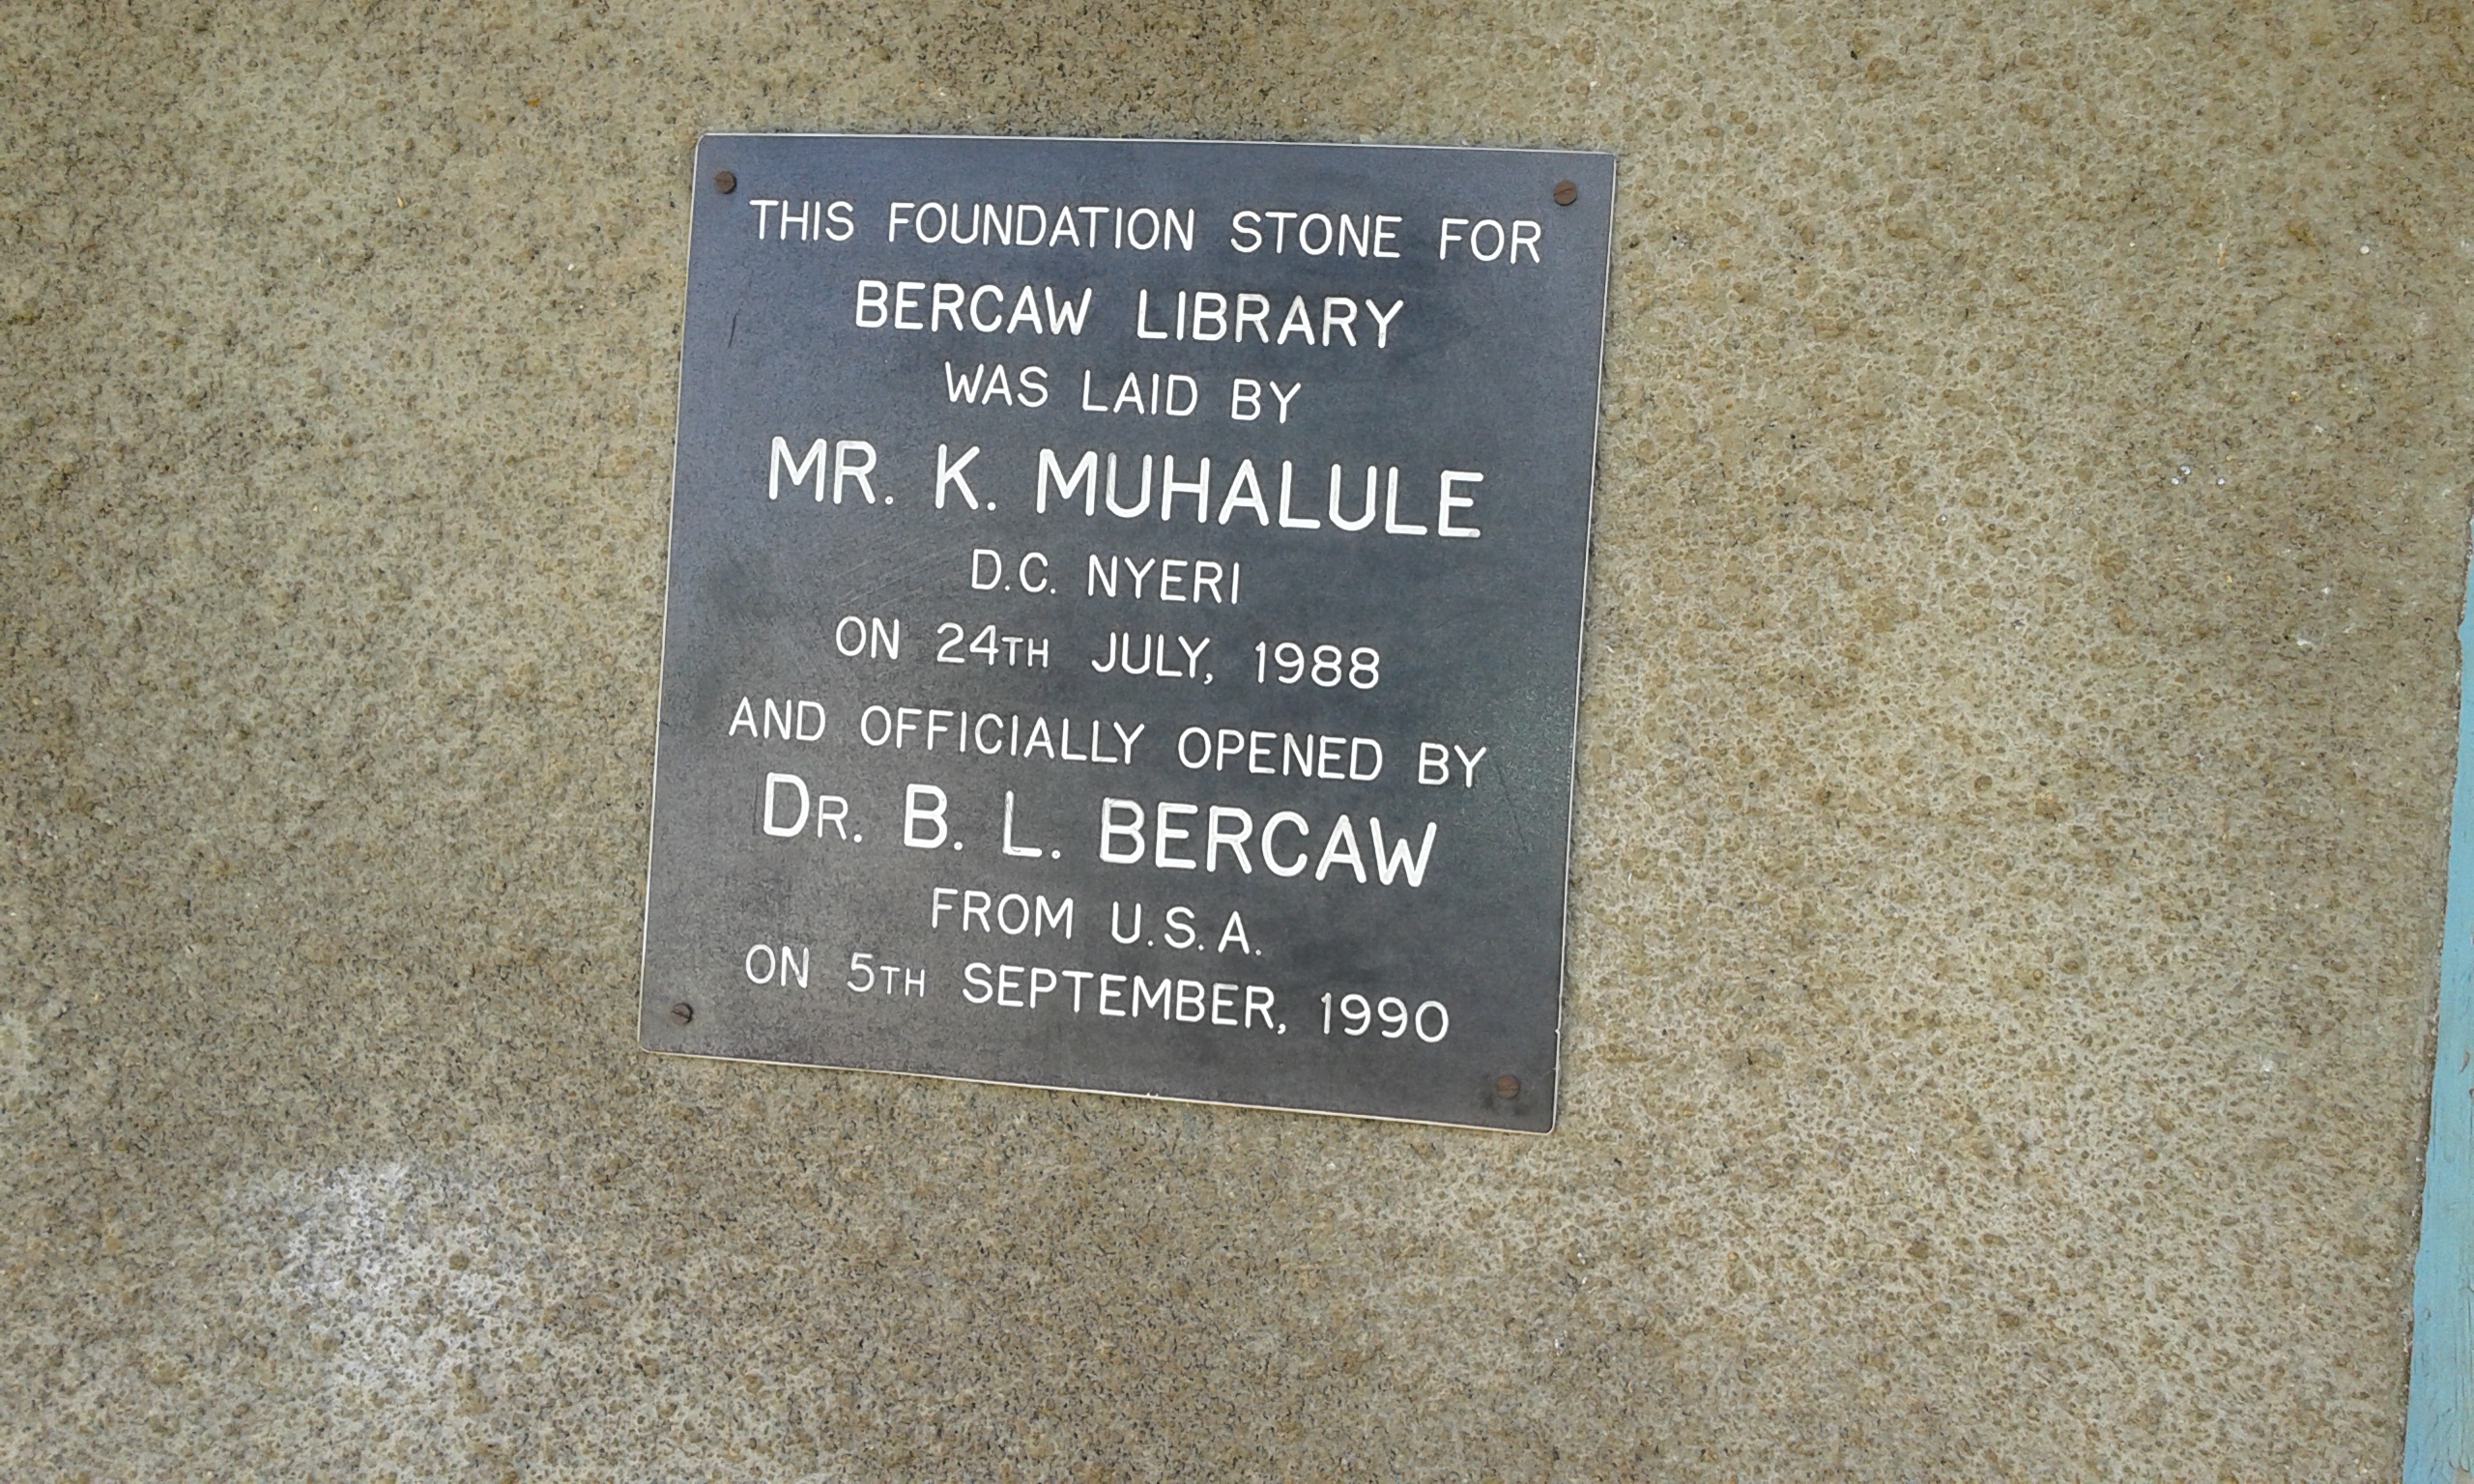 THIS FOUNDATION STONE FOR
BERCAW LIBRARY
WAS LAID BY
MR. K. MUHALULE
D.C. NYERI
ON 24TH JULY, 1988
AND OFFICIALLY OPENED BY
DR. B. L. BERCAW
FROM U.S.A.
ON 5TH SEPTEMBER, 1990